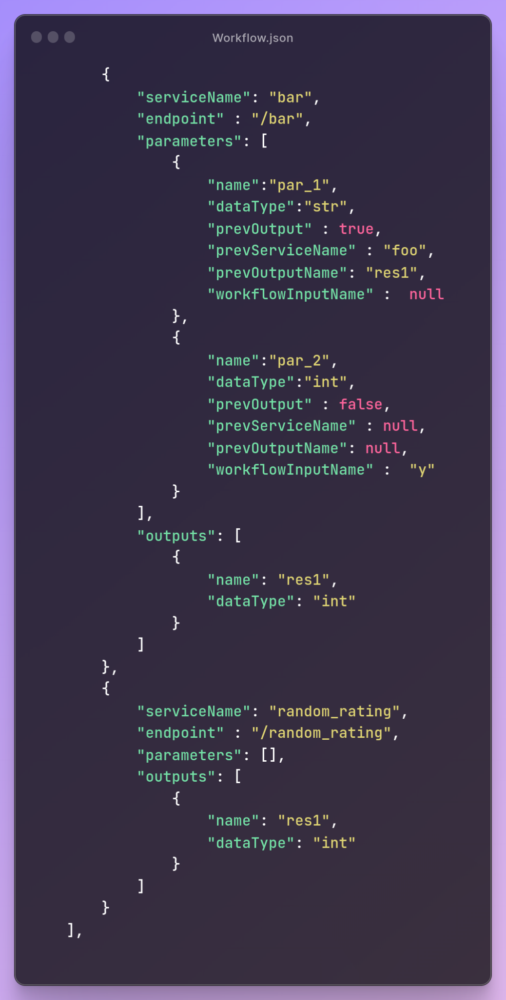 Workflow.json
        {
            "serviceName": "bar",
            "endpoint" : "/bar",
            "parameters": [
                {
                    "name":"par_1",
                    "dataType":"str",
                    "prevOutput" : true,
                    "prevServiceName" : "foo",
                    "prevOutputName": "res1",
                    "workflowInputName" :  null
                },
                {
                    "name":"par_2",
                    "dataType":"int",
                    "prevOutput" : false,
                    "prevServiceName" : null,
                    "prevOutputName": null,
                    "workflowInputName" :  "y"
                }
            ],
            "outputs": [
                {
                    "name": "res1",
                    "dataType": "int"
                }
            ]
        },
        {
            "serviceName": "random_rating",
            "endpoint" : "/random_rating",
            "parameters": [],
            "outputs": [
                {
                    "name": "res1",
                    "dataType": "int"
                }
            ]
        }
    ],